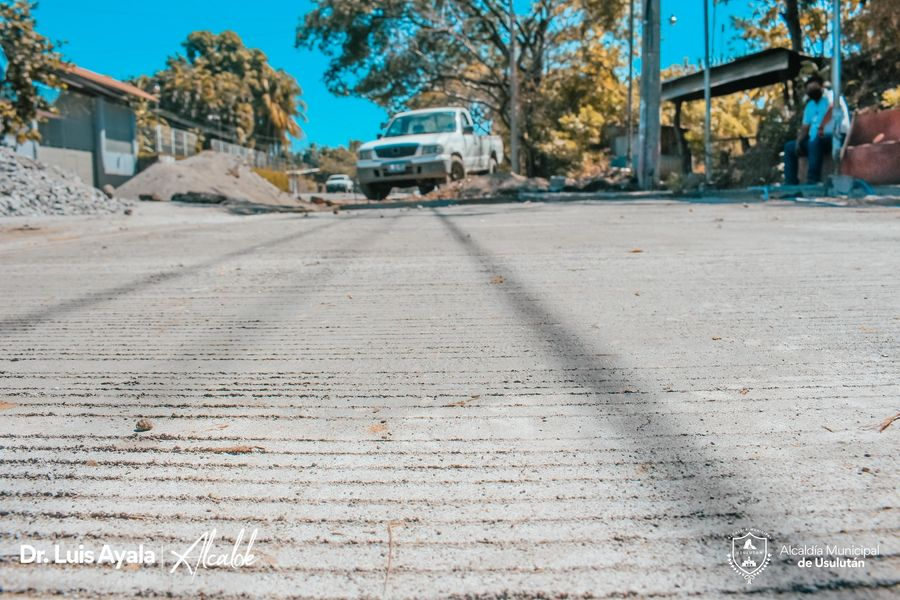 Dr. Luis Ayala | Alcalde
Alcaldía Municipal
de Usulután